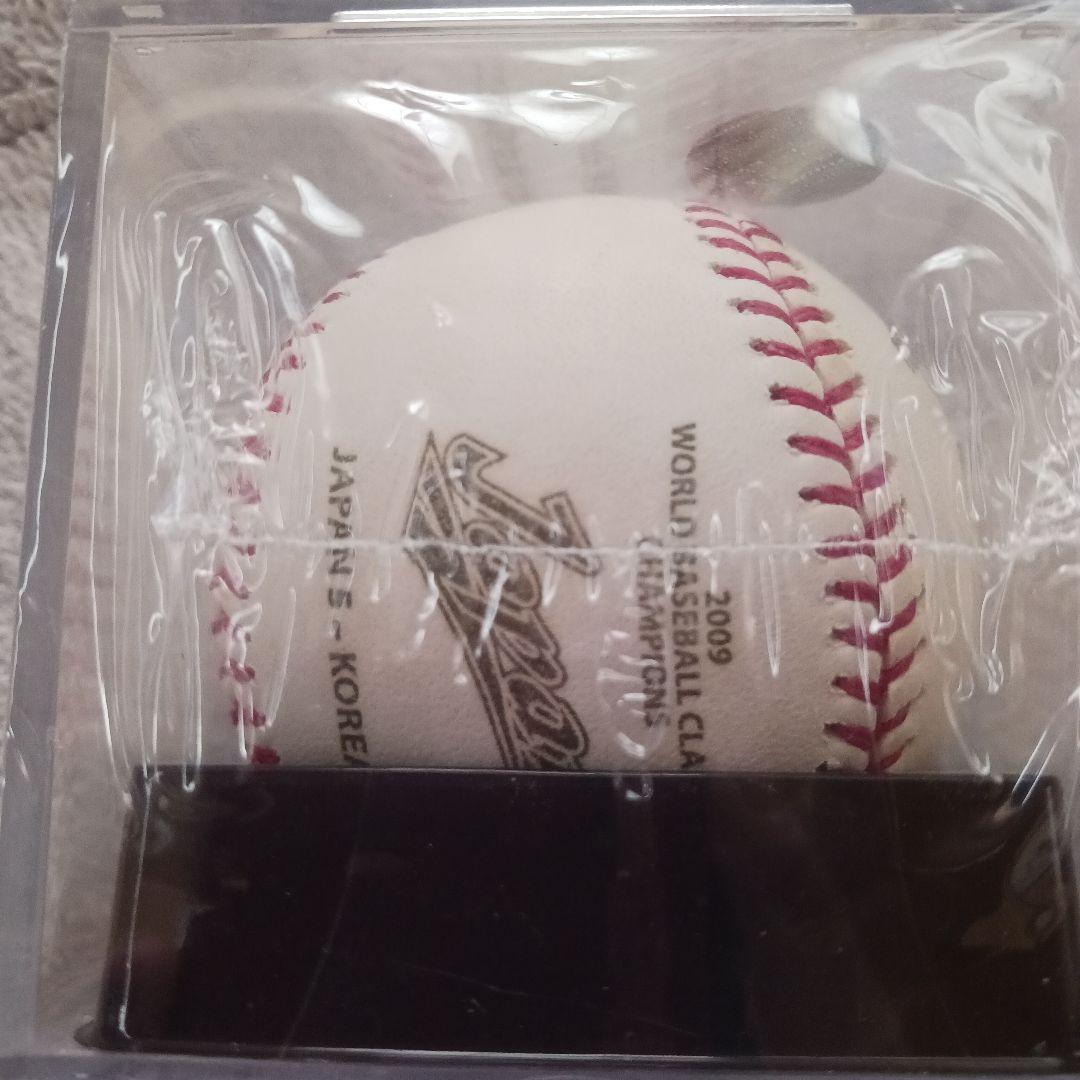 2009
WORLD BASEBALL CLA
CHAMPIONS
JAPAN 5 - KOREA